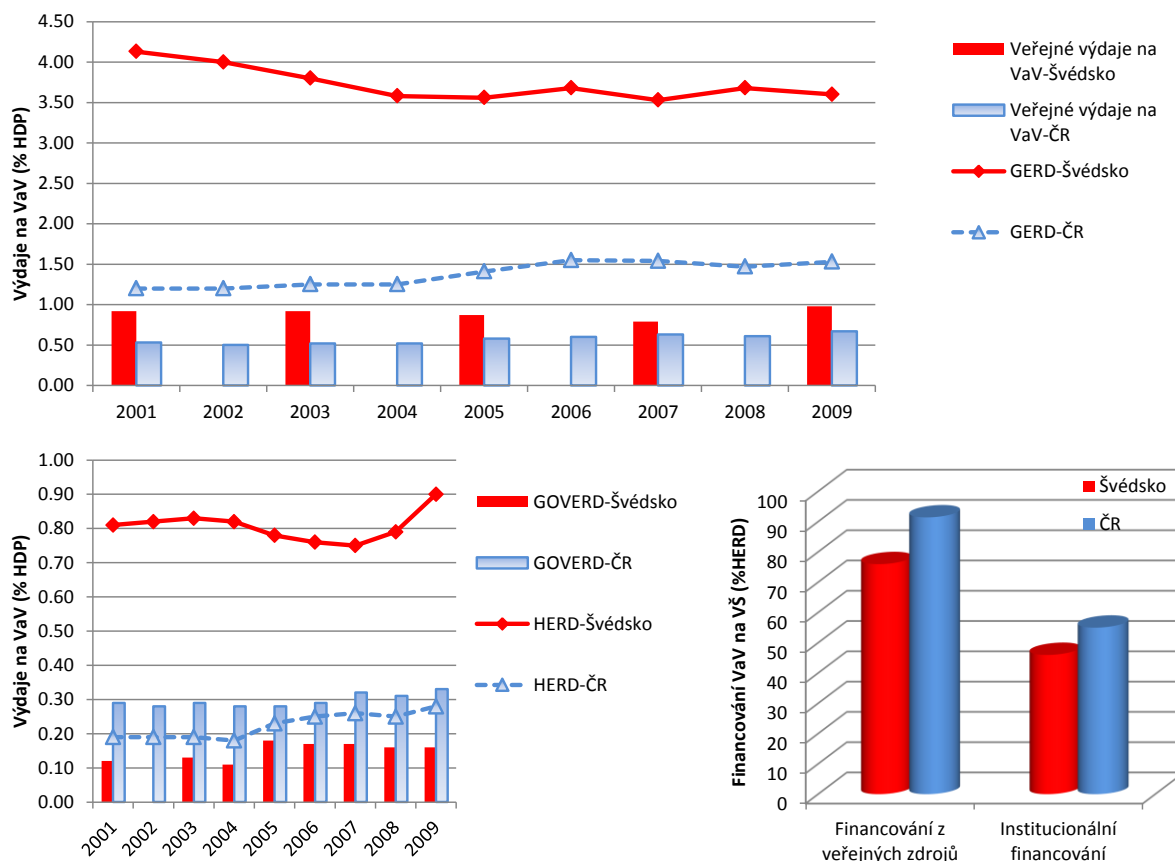 4.50
4.00
3.50
3.00
2.50
2.00
1.50
1.00
0.50
0.00
Výdaje na VaV (% HDP)
2001 2002 2003 2004 2005 2006 2007 2008 2009
Veřejné výdaje na
VaV-Švédsko
Veřejné výdaje na
VaV-ČR
GERD-Švédsko
GERD-ČR
1.00
0.90
0.80
0.70
0.60
0.50
0.40
0.30
0.20
0.10
0.00
Výdaje na VaV (% HDP)
2001 2002 2003 2004 2005 2006 2007 2008 2009
GOVERD-Švédsko
GOVERD-ČR
HERD-Švédsko
HERD-ČR
100
90
80
70
60
50
40
30
20
10
0
Financování VaV na VŠ (%HERD)
Švédsko
ČR
Financování z
veřejných zdrojů
Institucionální
financování